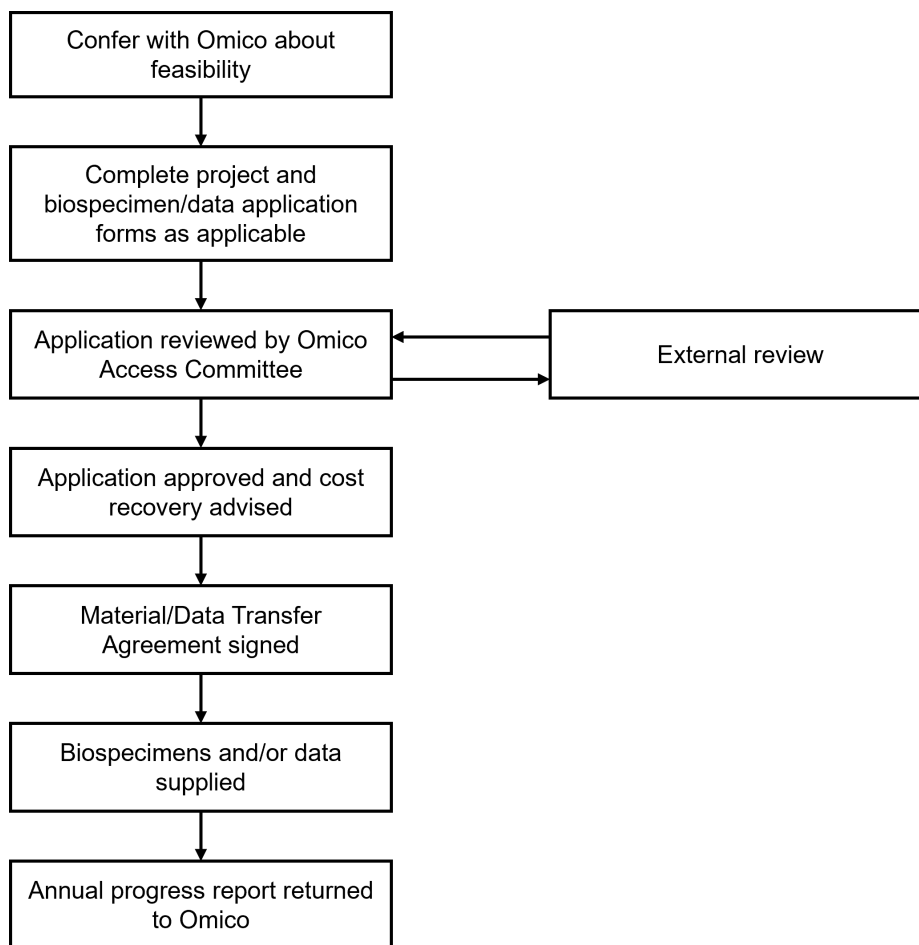 Confer with Omico about
feasibility
Complete project and
biospecimen/data application
forms as applicable
Application reviewed by Omico
Access Committee
External review
Application approved and cost
recovery advised
Material/Data Transfer
Agreement signed
Biospecimens and/or data
supplied
Annual progress report returned
to Omico